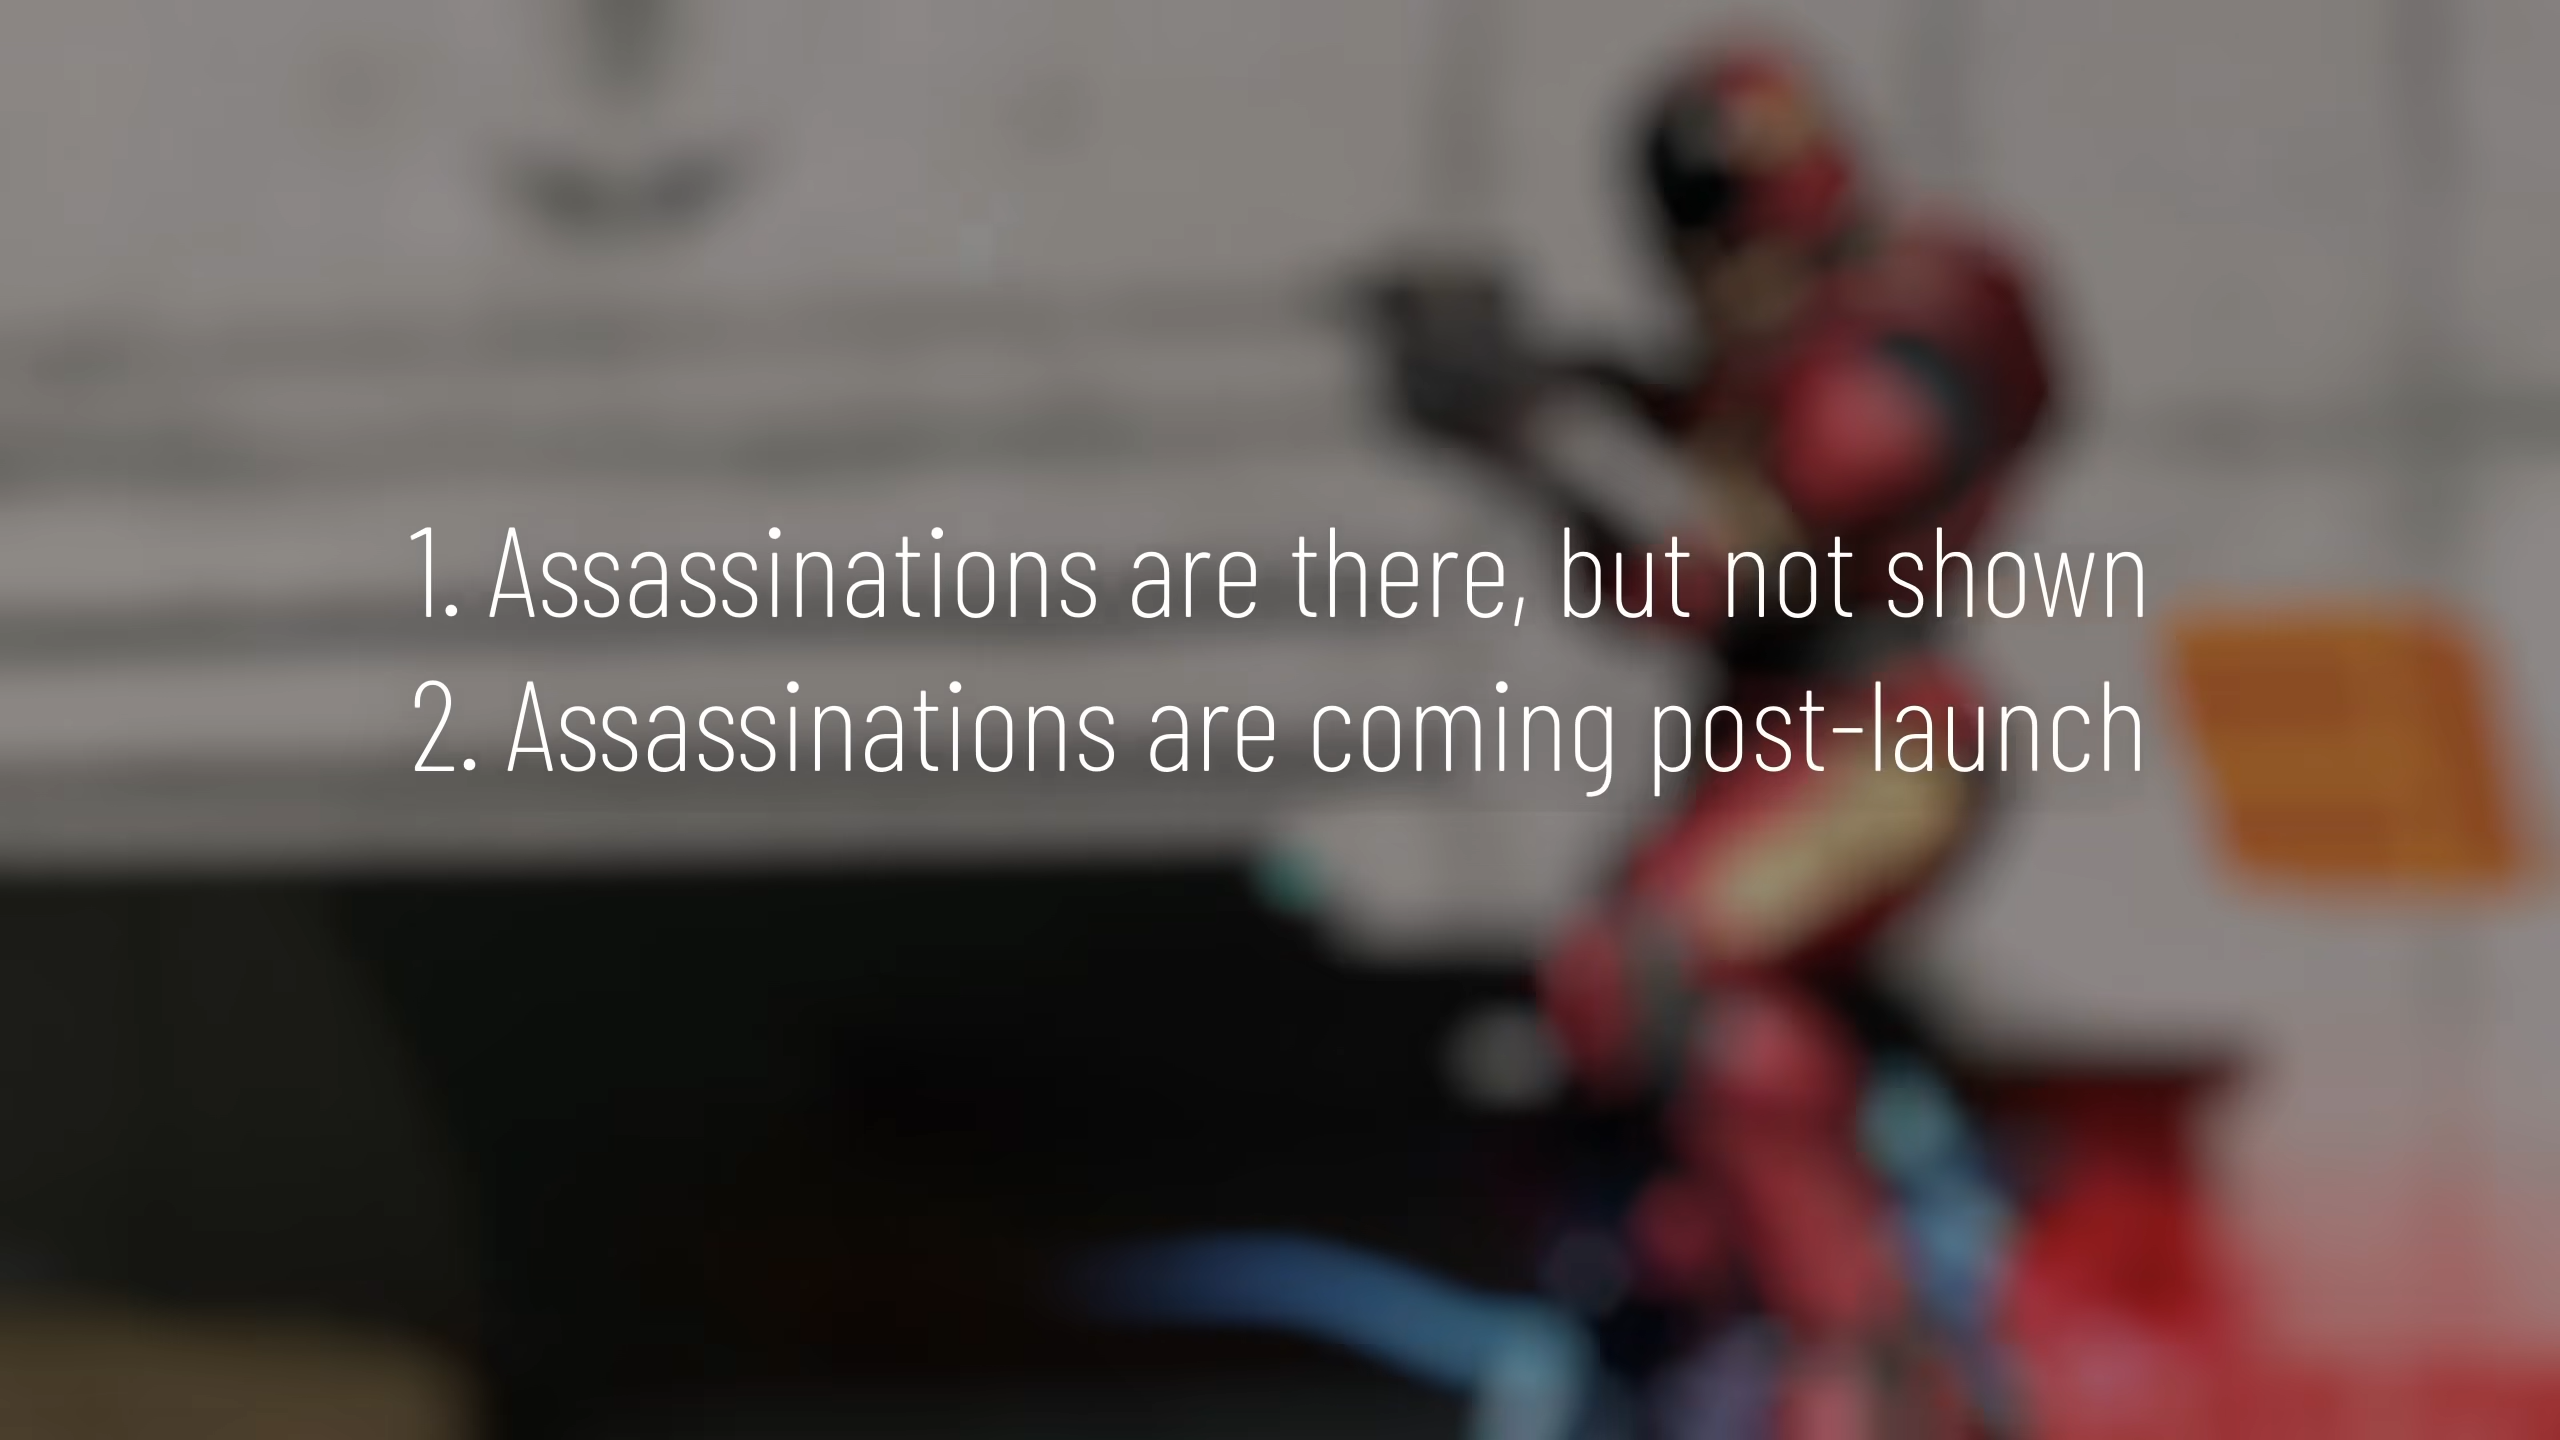 1. Assassinations are there, but not shown
2. Assassinations are coming post-launch